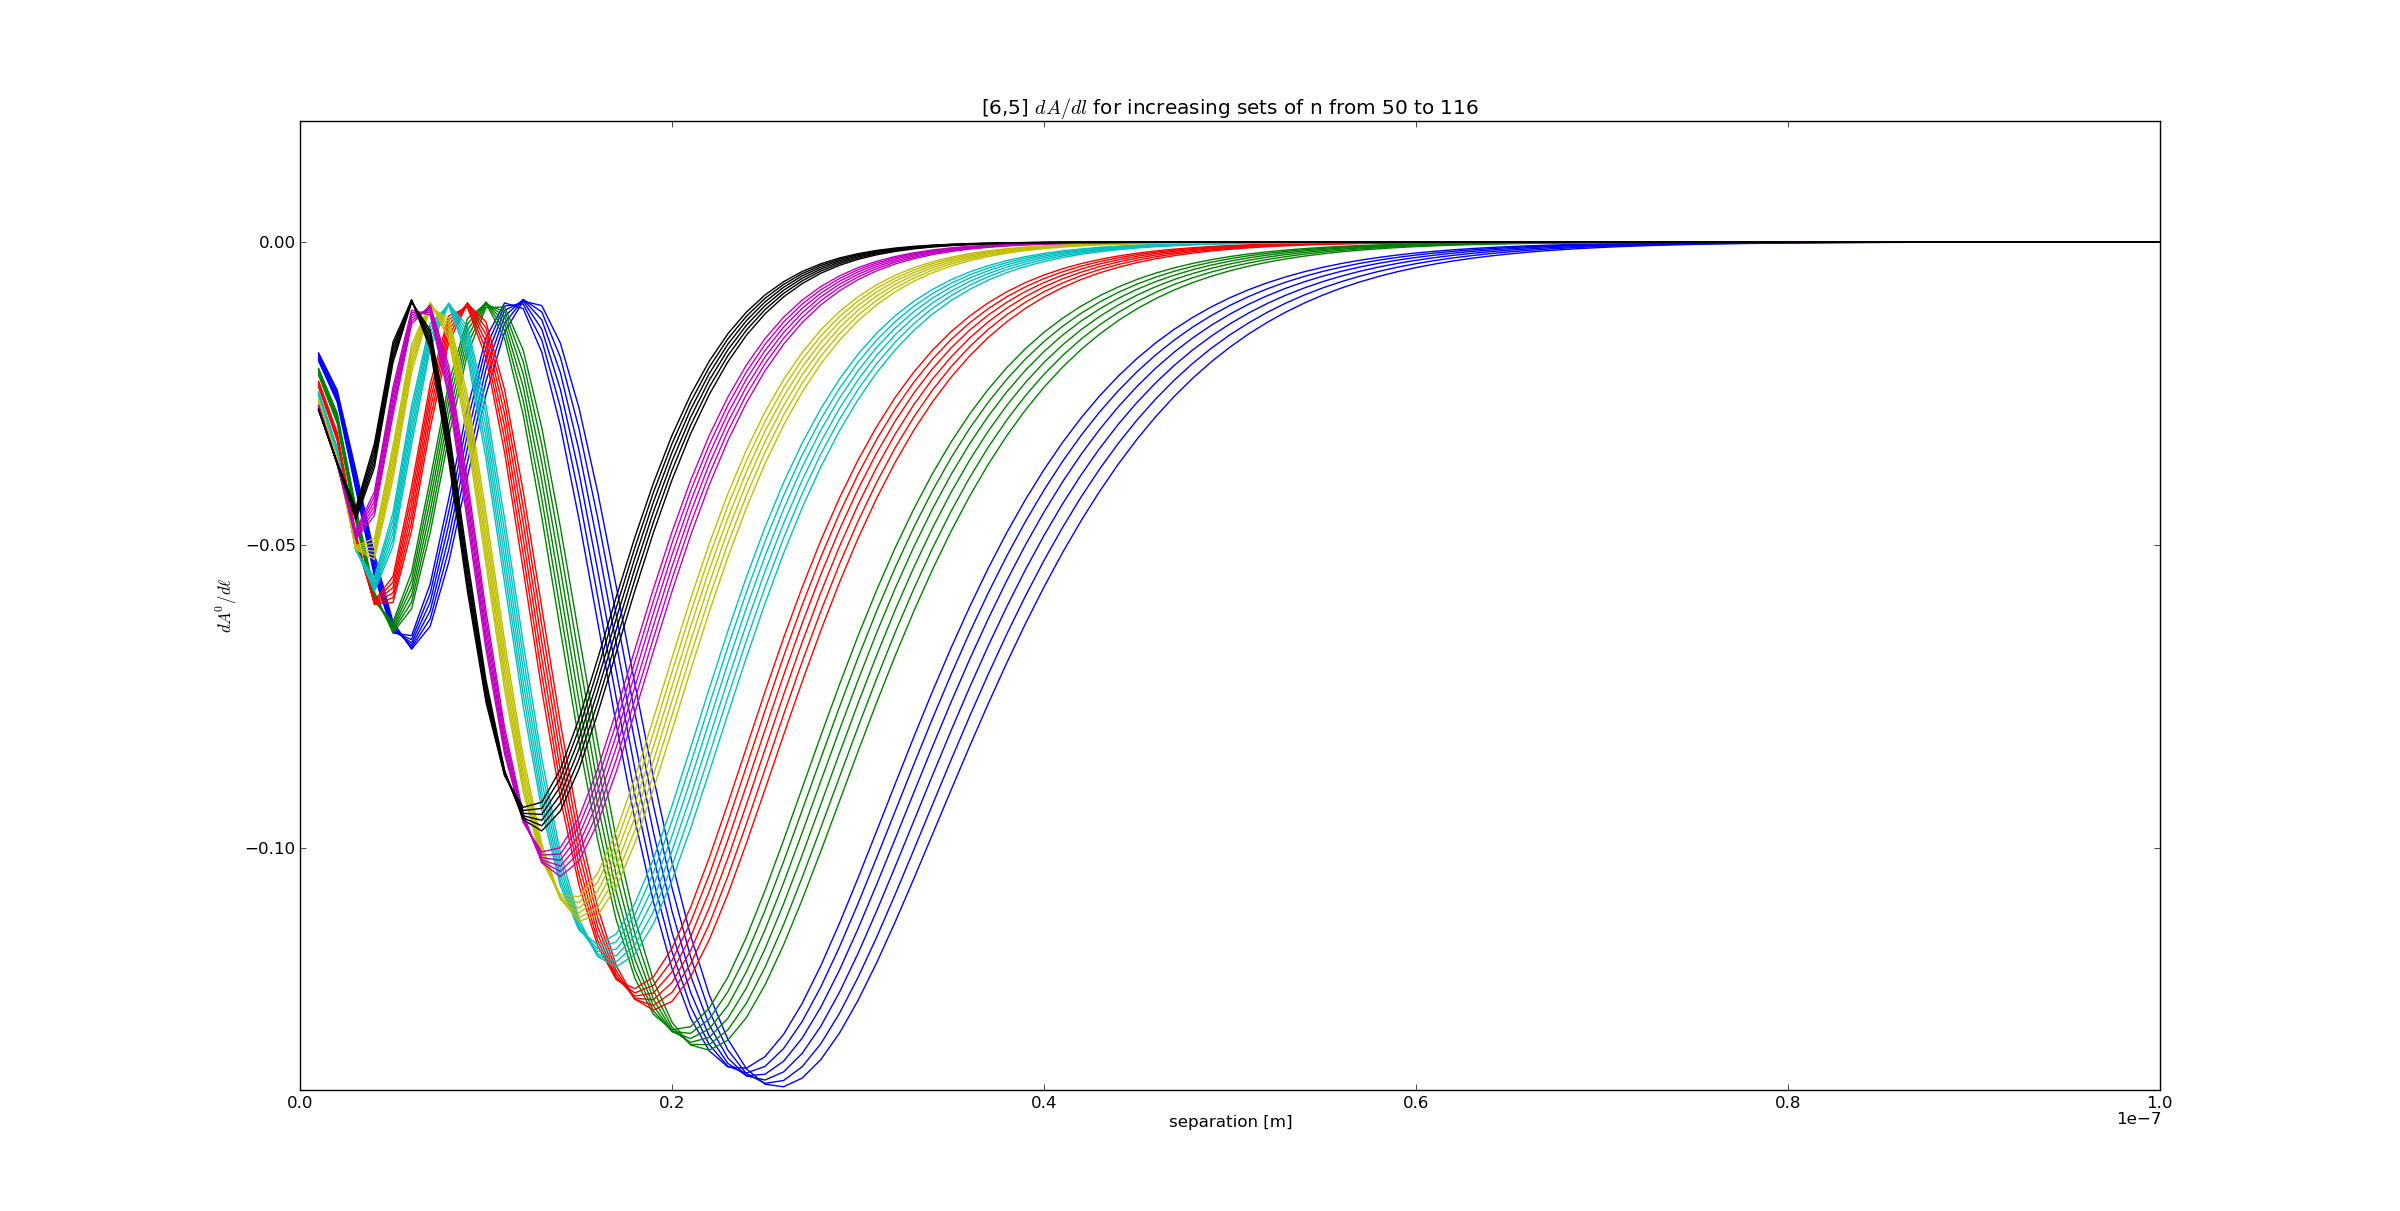 [6,5] dA/dl for increasing sets of n from 50 to 116
0.00
−0.05
−0.10
dA⁰/dℓ
0.0 0.2 0.4 0.6 0.8 1.0
1e−7
separation [m]